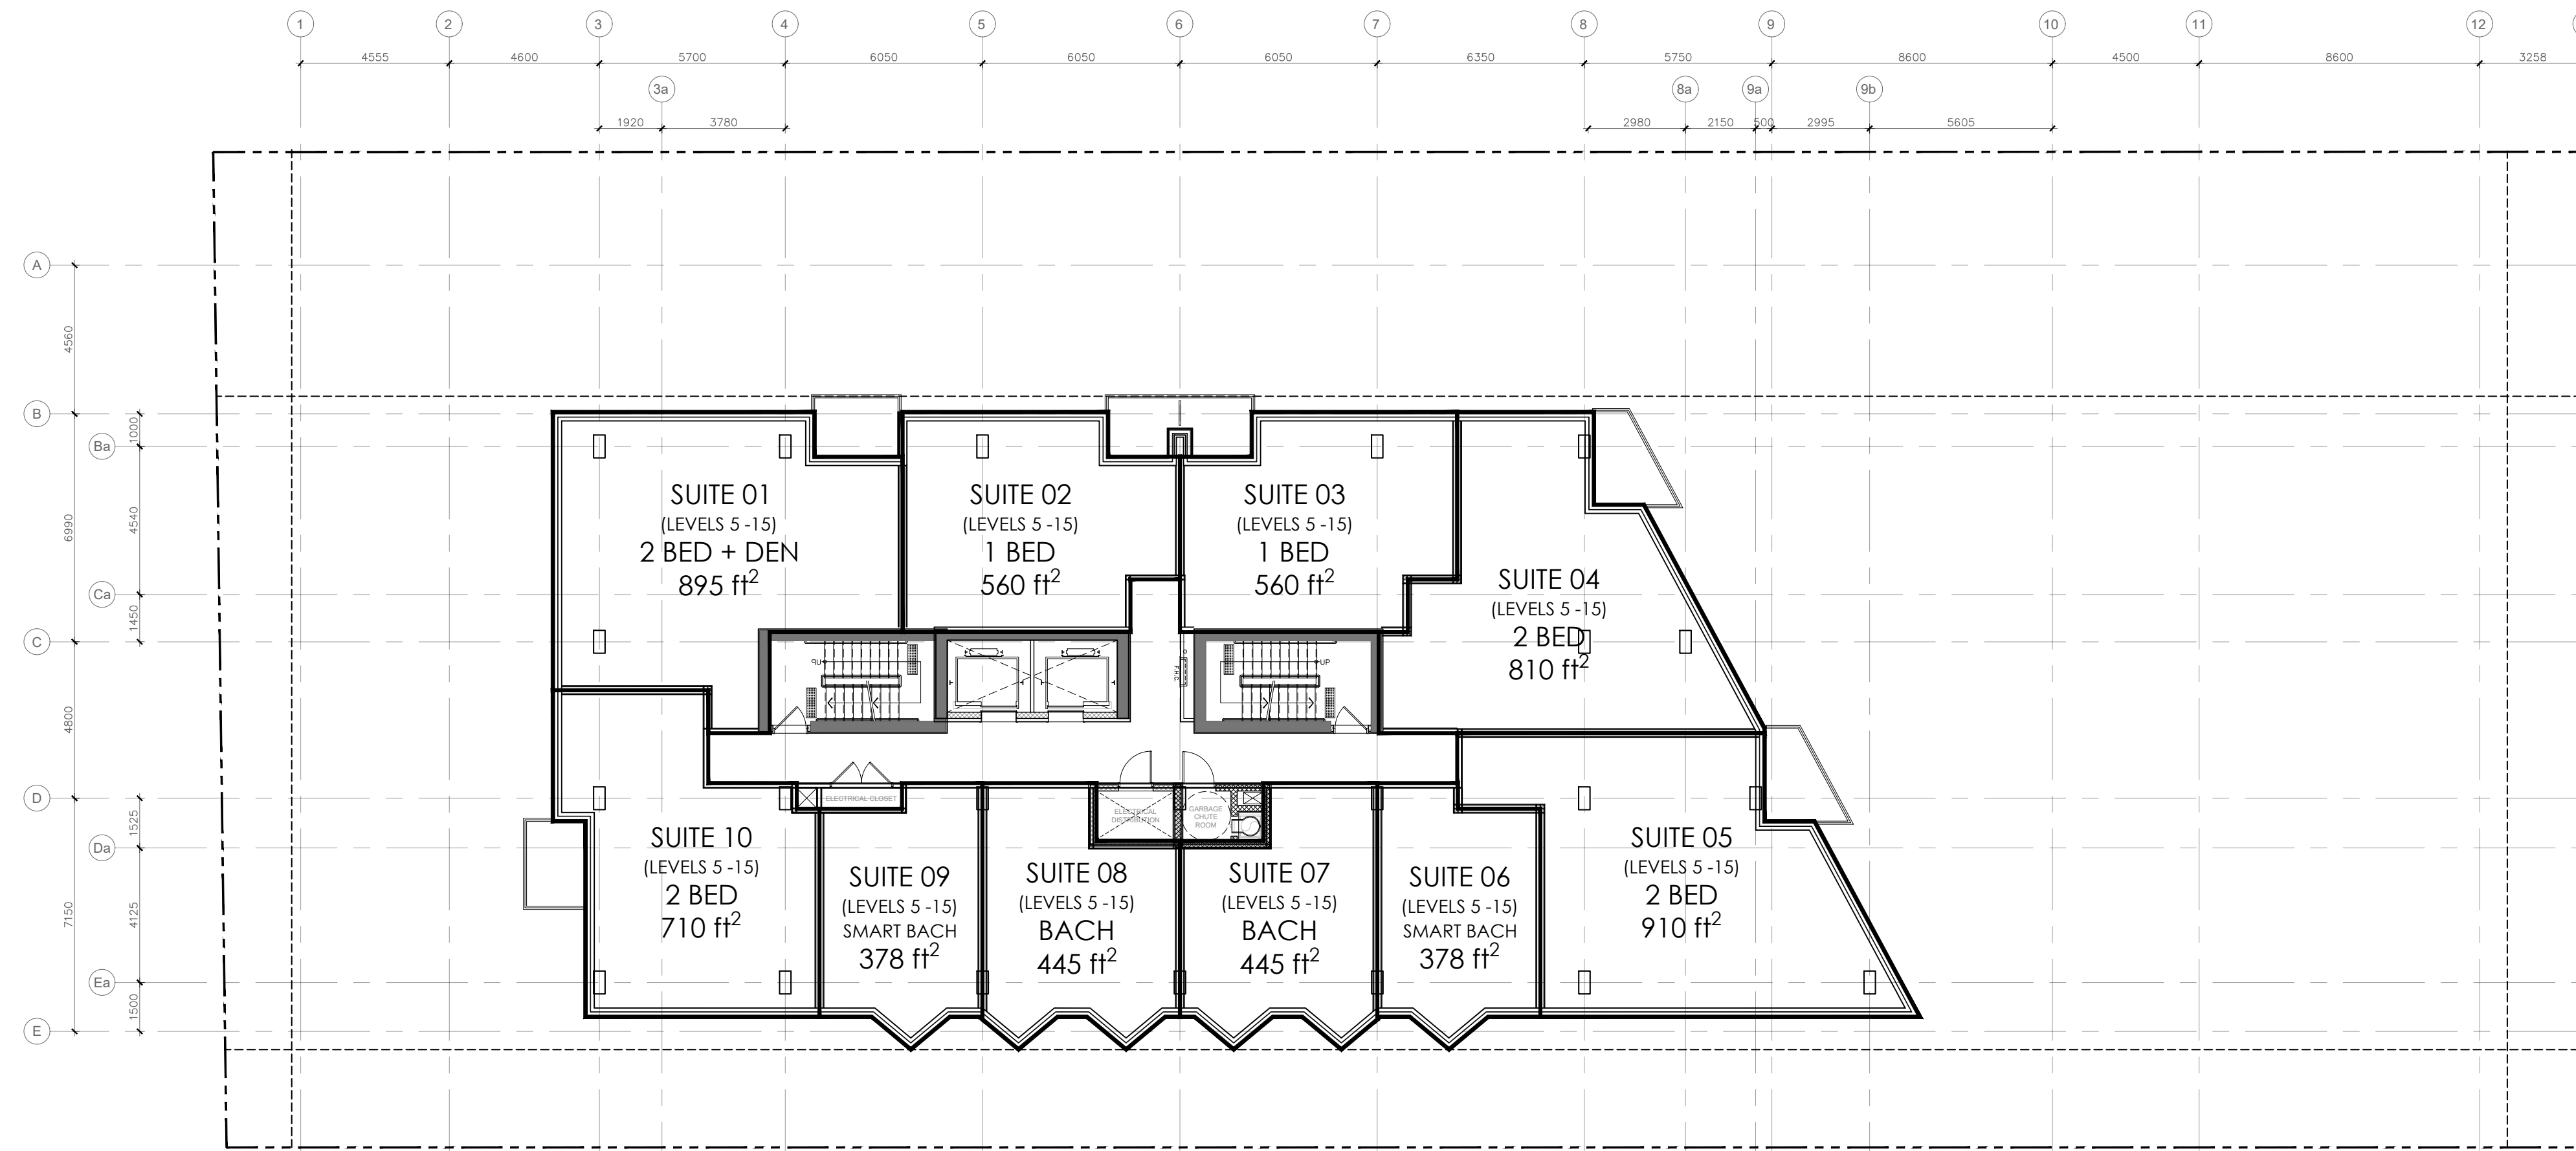 1 2 3 4 5 6 7 8 9 10 11 12
4555 4600 5700 6050 6050 6050 6350 5750 8600 4500 8600 3258
3a 8a 9a 9b
1920 3780 2980 2150 500 2995 5605
A
4560
B
1000
Ba
6990
4540
Ca
1450
C
4800
D
1525
Da
7150
4125
Ea
1500
E
SUITE 01
(LEVELS 5 -15)
2 BED + DEN
895 ft²
SUITE 02
(LEVELS 5 -15)
1 BED
560 ft²
SUITE 03
(LEVELS 5 -15)
1 BED
560 ft²
SUITE 04
(LEVELS 5 -15)
2 BED
810 ft²
UP
F.H.C.
UP
ELECTRICAL CLOSET
ELECTRICAL
DISTRIBUTION
GARBAGE
CHUTE
ROOM
SUITE 10
(LEVELS 5 -15)
2 BED
710 ft²
SUITE 09
(LEVELS 5 -15)
SMART BACH
378 ft²
SUITE 08
(LEVELS 5 -15)
BACH
445 ft²
SUITE 07
(LEVELS 5 -15)
BACH
445 ft²
SUITE 06
(LEVELS 5 -15)
SMART BACH
378 ft²
SUITE 05
(LEVELS 5 -15)
2 BED
910 ft²